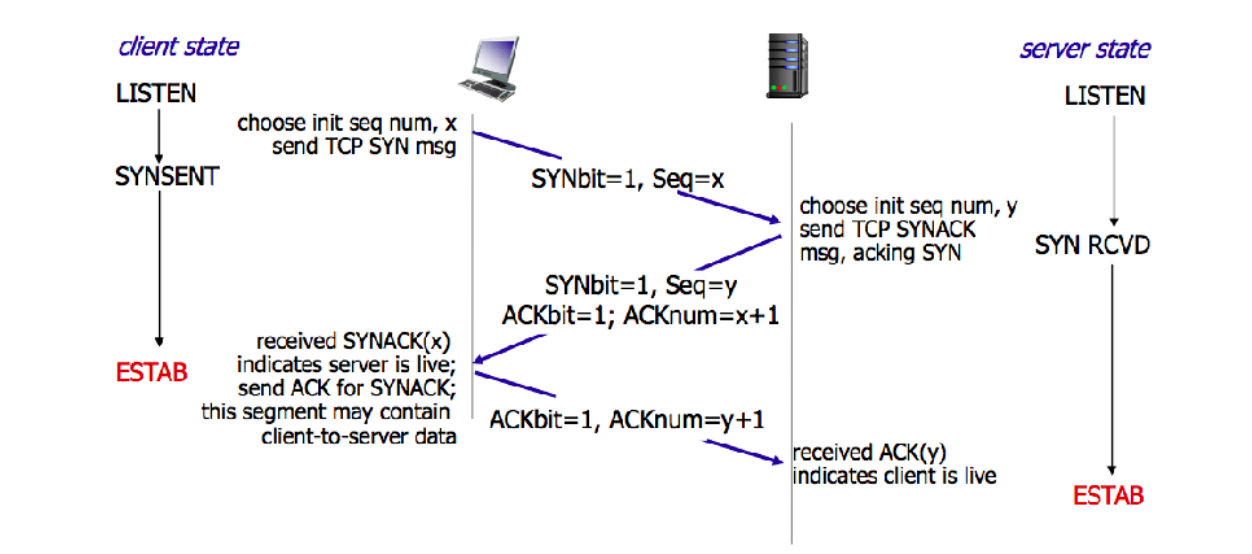 client state
server state
LISTEN
LISTEN
choose init seq num, x
send TCP SYN msg
SYNSENT
SYNbit=1, Seq=x
choose init seq num, y
send TCP SYNACK
msg, acking SYN
SYN RCVD
SYNbit=1, Seq=y
ACKbit=1; ACKnum=x+1
received SYNACK(x)
indicates server is live;
send ACK for SYNACK;
this segment may contain
client-to-server data
ESTAB
ACKbit=1, ACKnum=y+1
received ACK(y)
indicates client is live
ESTAB